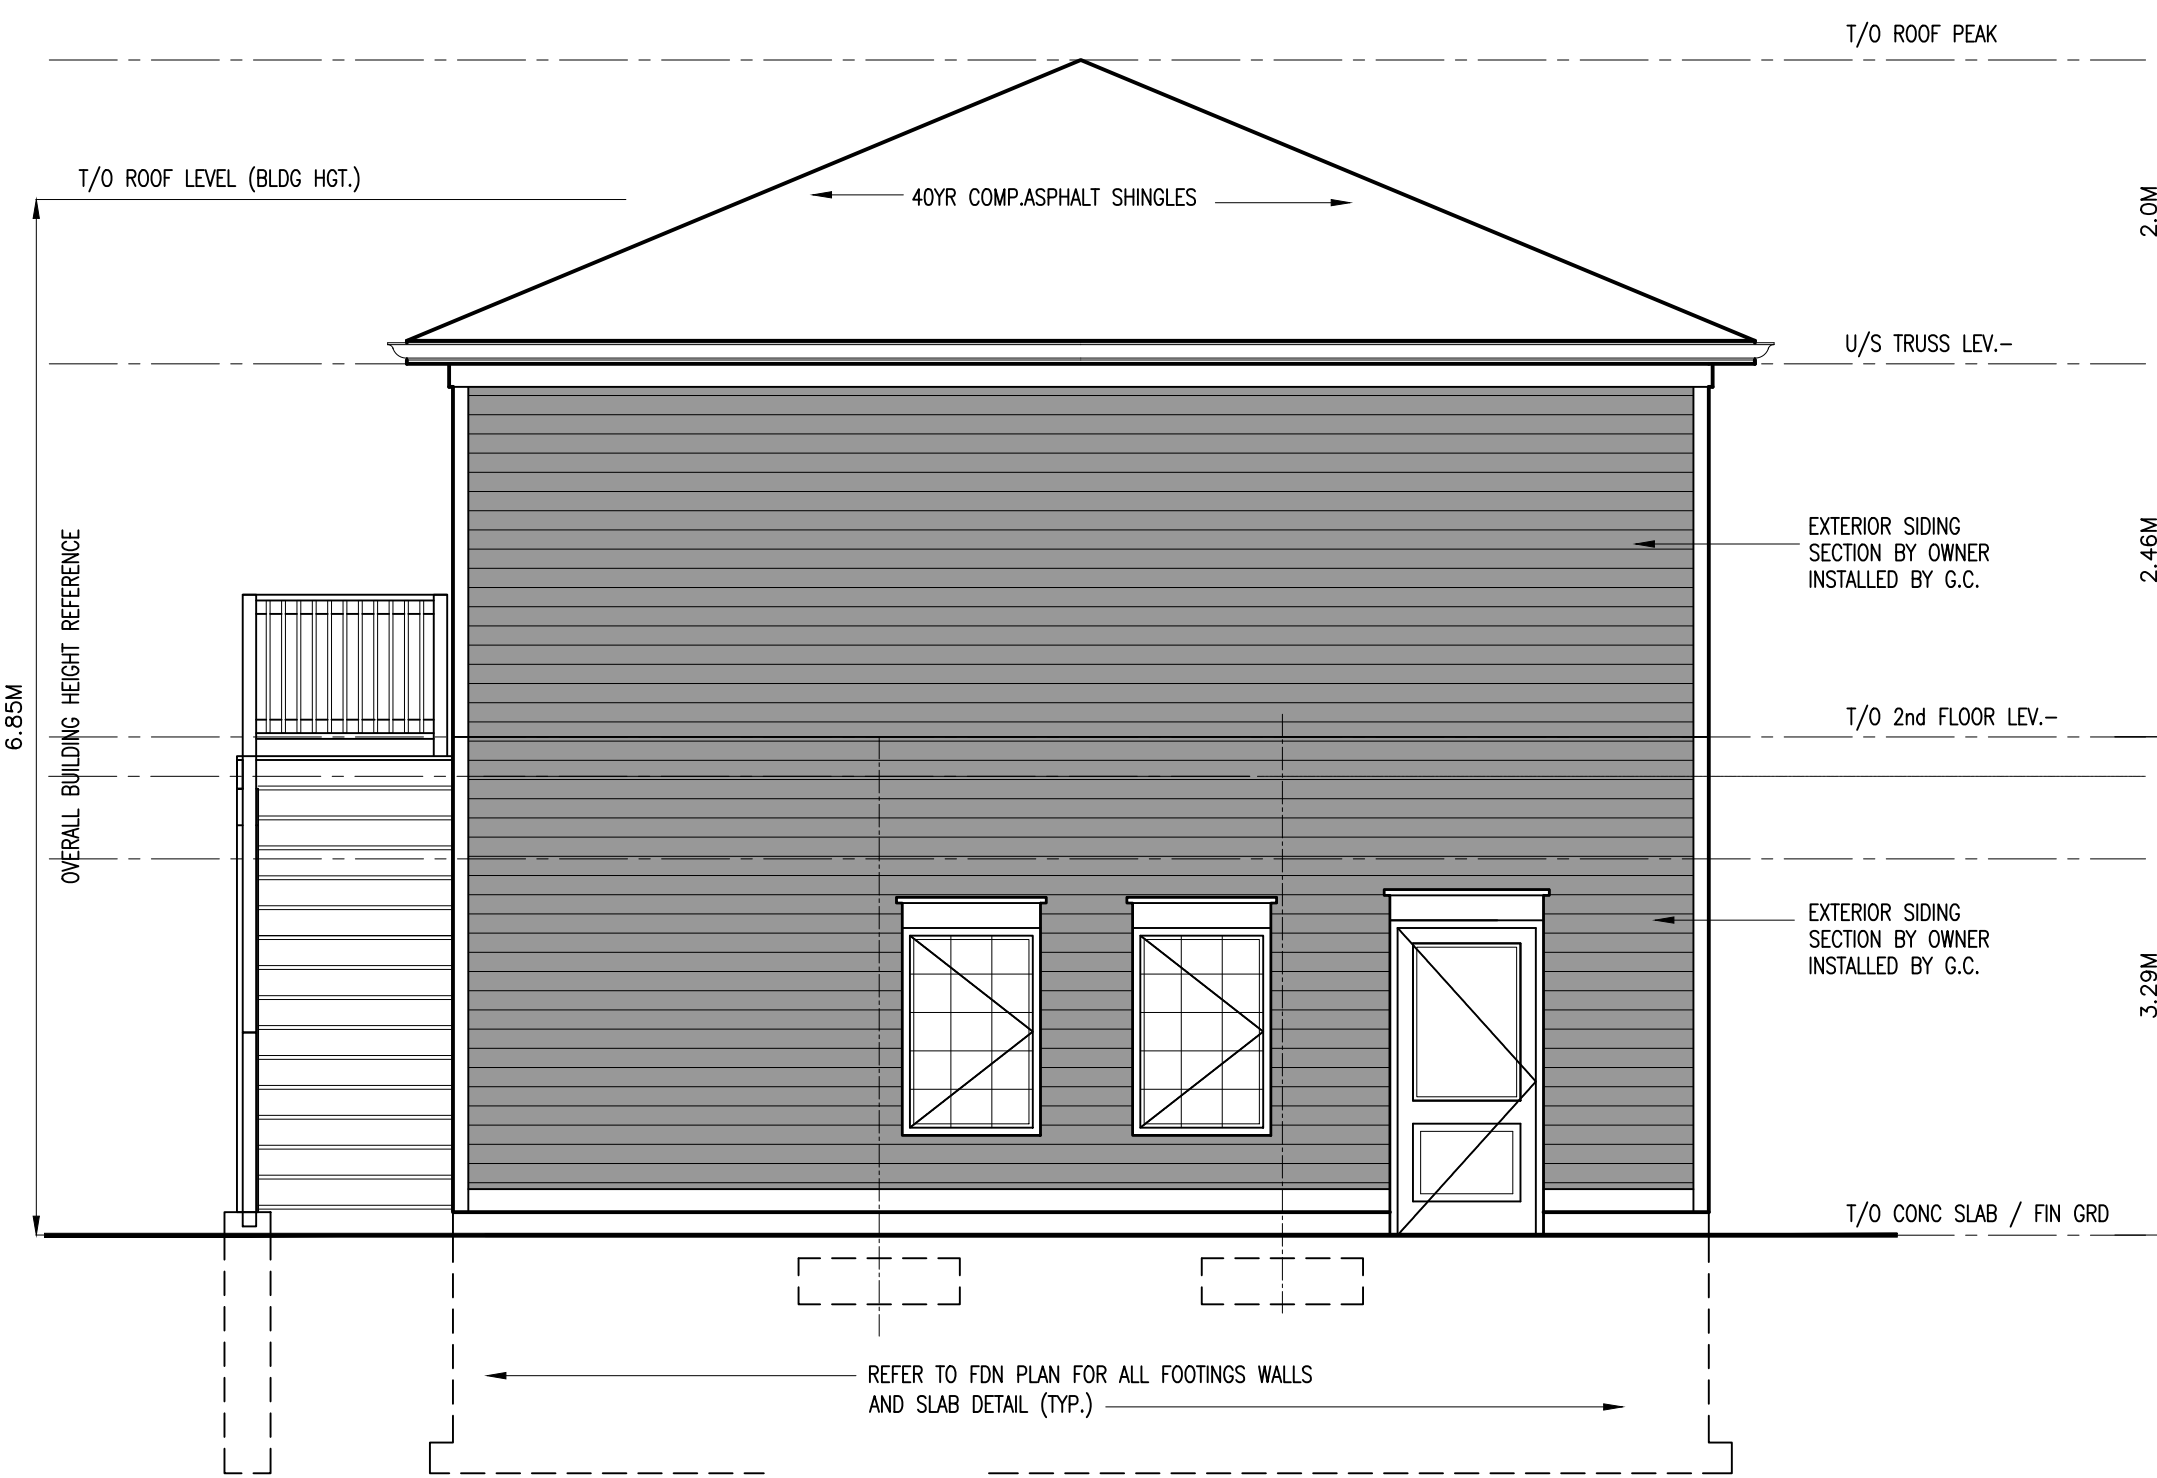 T/O ROOF PEAK
T/O ROOF LEVEL (BLDG HGT.)
40YR COMP.ASPHALT SHINGLES
2.0M
U/S TRUSS LEV.-
EXTERIOR SIDING
SECTION BY OWNER
INSTALLED BY G.C.
2.46M
OVERALL BUILDING HEIGHT REFERENCE
6.85M
T/O 2nd FLOOR LEV.-
EXTERIOR SIDING
SECTION BY OWNER
INSTALLED BY G.C.
3.29M
T/O CONC SLAB / FIN GRD
REFER TO FDN PLAN FOR ALL FOOTINGS WALLS
AND SLAB DETAIL (TYP.)